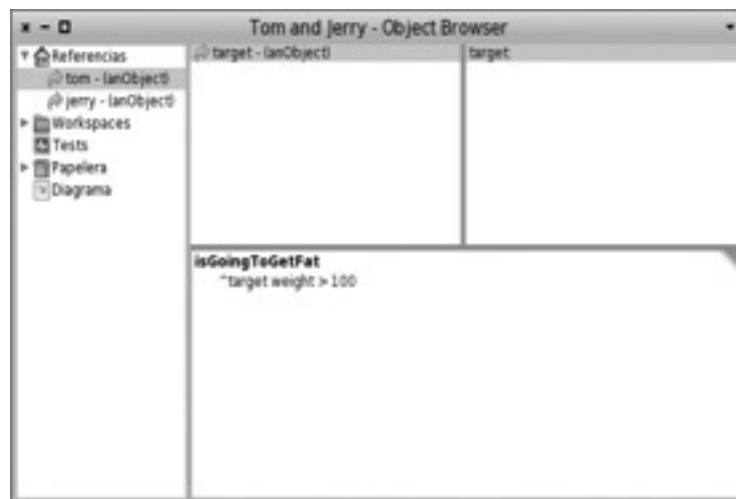 Tom and Jerry - Object Browser
Referencias
tom - (anObject)
jerry - (anObject)
Workspaces
Tests
Papelera
Diagrama
target - (anObject)
target
isGoingToGetFat
^target weight > 100